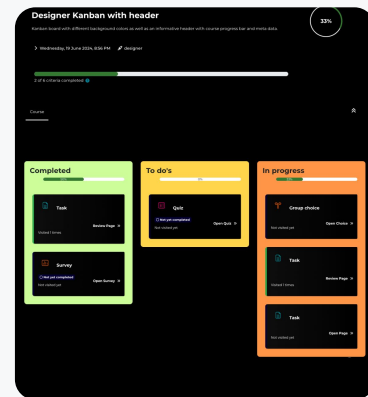 Designer Kanban with header
33%
Kanban board with different background colors as well as an informative header with course progress bar and meta data.
Wednesday, 19 June 2024, 8:56 PM designer
2 of 6 criteria completed
Course
Completed
Task
Review Page
Visited 1 times
Survey
Not yet completed
Open Survey
Not visited yet
To do's
0%
Quiz
Not yet completed
Open Quiz
Not visited yet
In progress
Group choice
Open Choice
Not visited yet
Task
Review Page
Visited 1 times
Task
Open Page
Not visited yet